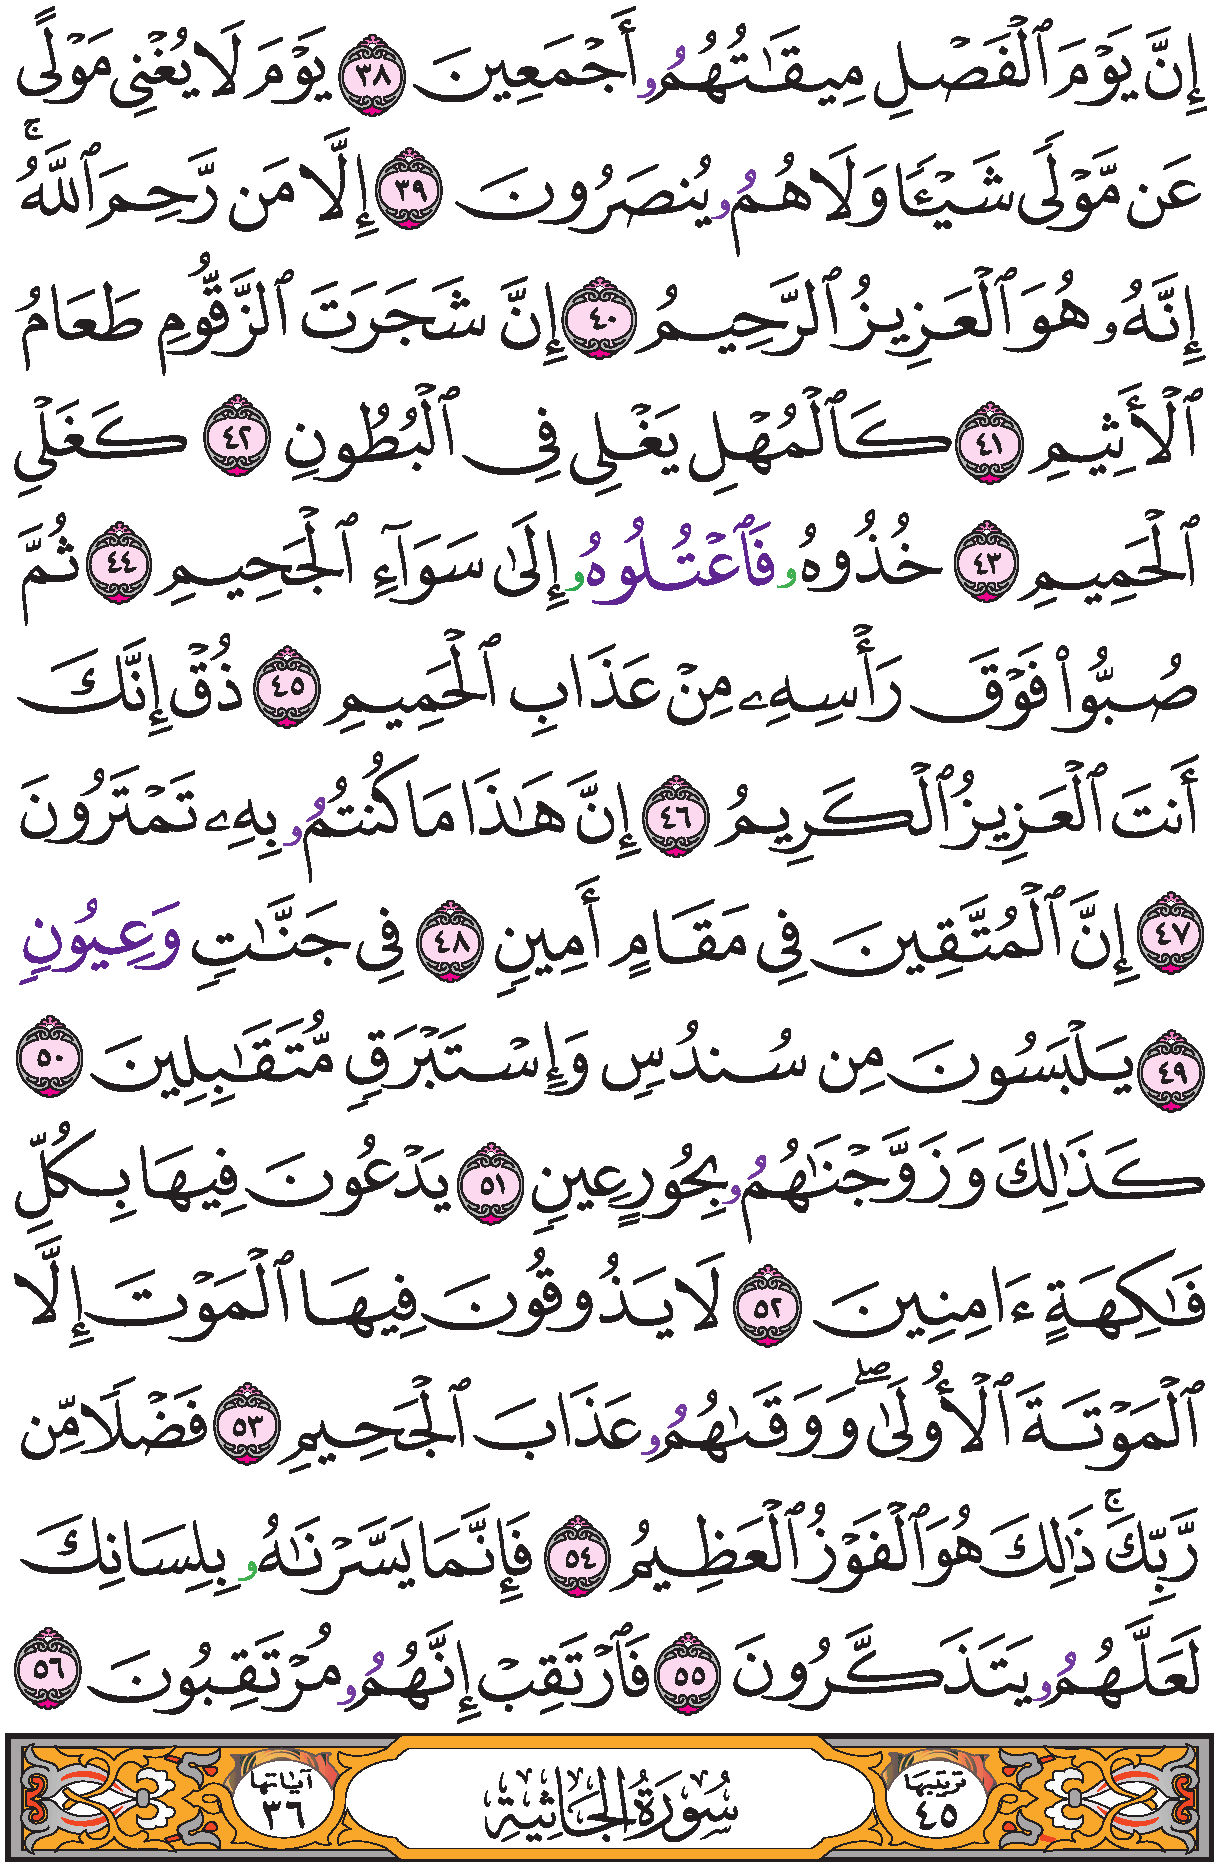 إِنَّ يَوْمَ ٱلْفَصْلِ مِيقَٰتُهُمُۥ أَجْمَعِينَ ٣٨ يَوْمَ لَا يُغْنِى مَوْلًى
عَن مَّوْلًى شَيْـًٔا وَلَا هُمُۥ يُنصَرُونَ ٣٩ إِلَّا مَن رَّحِمَ ٱللَّهُۚ
إِنَّهُۥ هُوَ ٱلْعَزِيزُ ٱلرَّحِيمُ ٤٠ إِنَّ شَجَرَتَ ٱلزَّقُّومِ طَعَامُ
ٱلْأَثِيمِ ٤١ كَٱلْمُهْلِ يَغْلِى فِى ٱلْبُطُونِ ٤٢ كَغَلْىِ
ٱلْحَمِيمِ ٤٣ خُذُوهُۥ فَٱعْتُلُوهُۥ إِلَىٰ سَوَآءِ ٱلْجَحِيمِ ٤٤ ثُمَّ
صُبُّوا۟ فَوْقَ رَأْسِهِۦ مِنْ عَذَابِ ٱلْحَمِيمِ ٤٥ ذُقْ إِنَّكَ
أَنتَ ٱلْعَزِيزُ ٱلْكَرِيمُ ٤٦ إِنَّ هَٰذَا مَا كُنتُمُۥ بِهِۦ تَمْتَرُونَ
٤٧ إِنَّ ٱلْمُتَّقِينَ فِى مَقَامٍ أَمِينٍ ٤٨ فِى جَنَّٰتٍ وَعِيُونٍ
٤٩ يَلْبَسُونَ مِن سُندُسٍ وَإِسْتَبْرَقٍ مُّتَقَٰبِلِينَ ٥٠
كَذَٰلِكَ وَزَوَّجْنَٰهُمُۥ بِحُورٍ عِينٍ ٥١ يَدْعُونَ فِيهَا بِكُلِّ
فَٰكِهَةٍ ءَامِنِينَ ٥٢ لَا يَذُوقُونَ فِيهَا ٱلْمَوْتَ إِلَّا
ٱلْمَوْتَةَ ٱلْأُولَىٰۖ وَوَقَىٰهُمُۥ عَذَابَ ٱلْجَحِيمِ ٥٣ فَضْلًا مِّن
رَّبِّكَۚ ذَٰلِكَ هُوَ ٱلْفَوْزُ ٱلْعَظِيمُ ٥٤ فَإِنَّمَا يَسَّرْنَٰهُۥ بِلِسَانِكَ
لَعَلَّهُمُۥ يَتَذَكَّرُونَ ٥٥ فَٱرْتَقِبْ إِنَّهُمُۥ مُرْتَقِبُونَ ٥٦
ترتيبها ٤٥ سُورَةُ الجَاثِيَةِ آياتها ٣٦